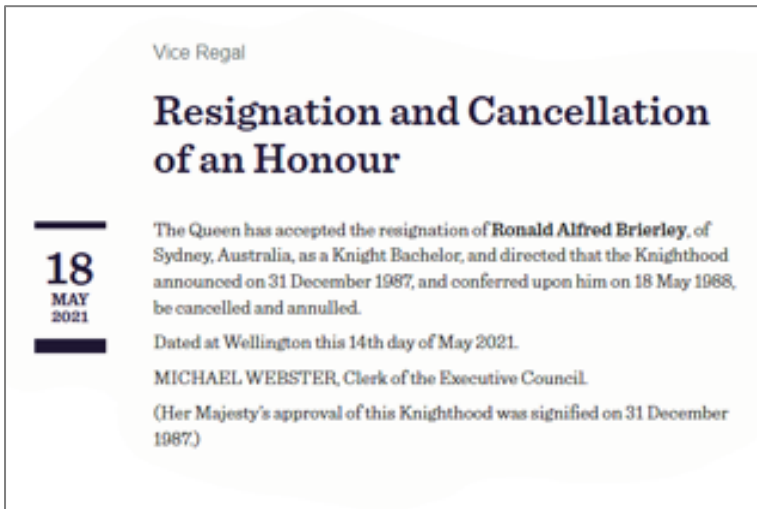 Vice Regal
Resignation and Cancellation
of an Honour
18
MAY
2021
The Queen has accepted the resignation of Ronald Alfred Brierley, of
Sydney, Australia, as a Knight Bachelor, and directed that the Knighthood
announced on 31 December 1987, and conferred upon him on 18 May 1988,
be cancelled and annulled.
Dated at Wellington this 14th day of May 2021.
MICHAEL WEBSTER, Clerk of the Executive Council.
(Her Majesty's approval of this Knighthood was signified on 31 December
1987.)